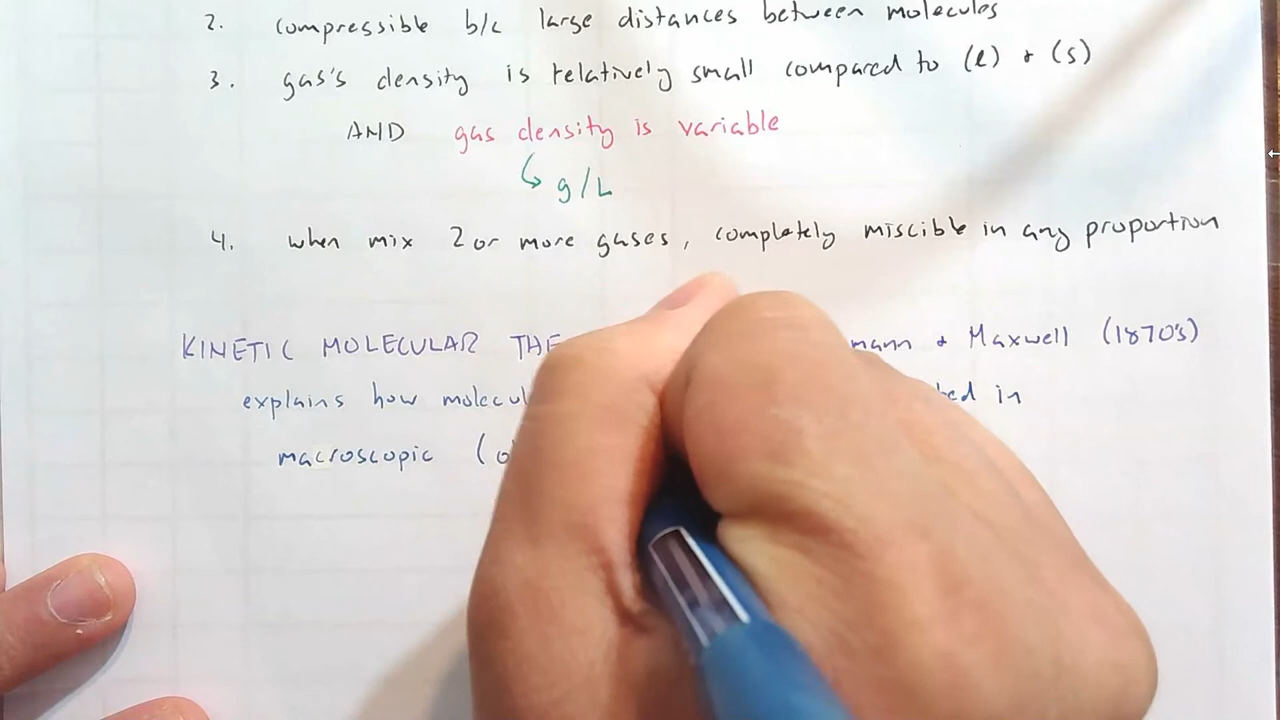 2. compressible b/c large distances between molecules
3. gas's density is relatively small compared to (l) + (s)
AND gas density is variable
↳ g/L
4. when mix 2 or more gases, completely miscible in any proportion
KINETIC MOLECULAR THE mann + Maxwell (1870's)
explains how molecul in
macroscopic (o